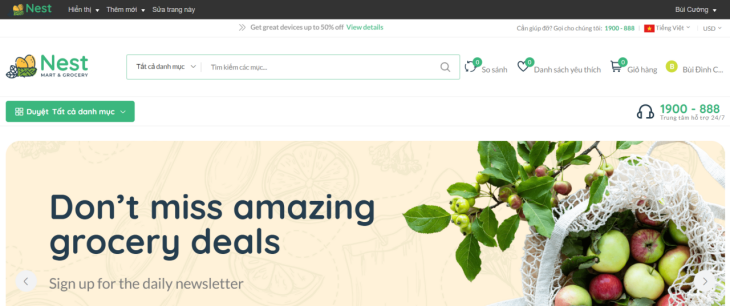 Nest Hiển thị Thêm mới Sửa trang này Bùi Cường
Get great devices up to 50% off View details Cần giúp đỡ? Gọi cho chúng tôi: 1900 - 888 Tiếng Việt USD
Nest
MART & GROCERY
Tất cả danh mục Tìm kiếm các mục... 0 So sánh 0 Danh sách yêu thích 0 Giỏ hàng B Bùi Đình C...
Duyệt Tất cả danh mục
1900 - 888
Trung tâm hỗ trợ 24/7
Don't miss amazing
grocery deals
Sign up for the daily newsletter